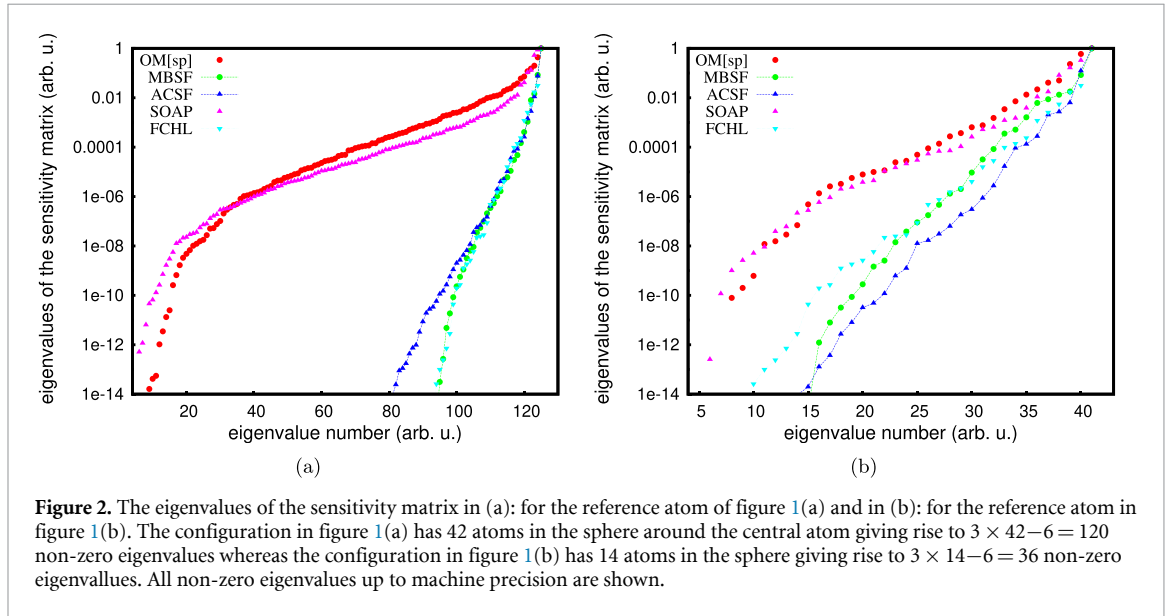 eigenvalues of the sensitivity matrix (arb. u.)
1
0.01
0.0001
1e-06
1e-08
1e-10
1e-12
1e-14
OM[sp]
MBSF
ACSF
SOAP
FCHL
20 40 60 80 100 120
eigenvalue number (arb. u.)
(a)
eigenvalues of the sensitivity matrix (arb. u.)
1
0.01
0.0001
1e-06
1e-08
1e-10
1e-12
1e-14
OM[sp]
MBSF
ACSF
SOAP
FCHL
5 10 15 20 25 30 35 40
eigenvalue number (arb. u.)
(b)
Figure 2. The eigenvalues of the sensitivity matrix in (a): for the reference atom of figure 1(a) and in (b): for the reference atom in
figure 1(b). The configuration in figure 1(a) has 42 atoms in the sphere around the central atom giving rise to 3 × 42−6 = 120
non-zero eigenvalues whereas the configuration in figure 1(b) has 14 atoms in the sphere giving rise to 3 × 14−6 = 36 non-zero
eigenvallues. All non-zero eigenvalues up to machine precision are shown.